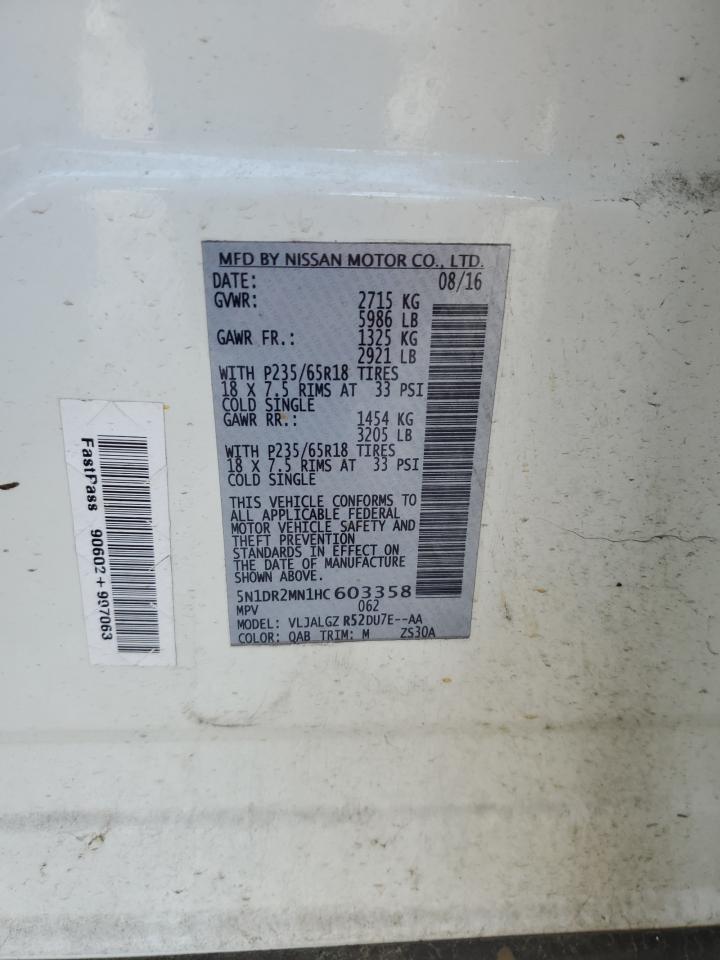 MFD BY NISSAN MOTOR CO., LTD.
DATE: 08/16
GVWR: 2715 KG
5986 LB
GAWR FR.: 1325 KG
2921 LB
WITH P235/65R18 TIRES
18 X 7.5 RIMS AT 33 PSI
COLD SINGLE
GAWR RR.: 1454 KG
3205 LB
WITH P235/65R18 TIRES
18 X 7.5 RIMS AT 33 PSI
COLD SINGLE
THIS VEHICLE CONFORMS TO
ALL APPLICABLE FEDERAL
MOTOR VEHICLE SAFETY AND
THEFT PREVENTION
STANDARDS IN EFFECT ON
THE DATE OF MANUFACTURE
SHOWN ABOVE.
5N1DR2MN1HC603358
MPV 062
MODEL: VLJALGZ R52DU7E--AA
COLOR: QAB TRIM: M ZS30A
FastPass 90602+997063